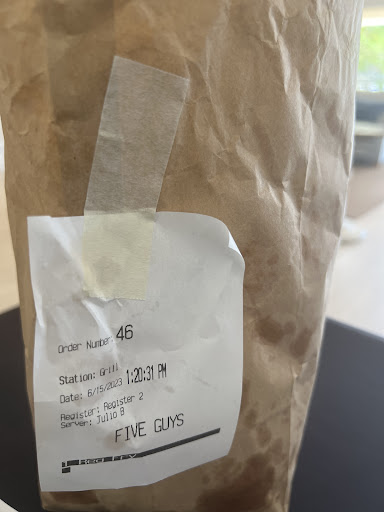 Order Number: 46
Station: Grill
Date: 6/15/2023 1:20:31 PM
Register: Register 2
Server: Julio B
FIVE GUYS